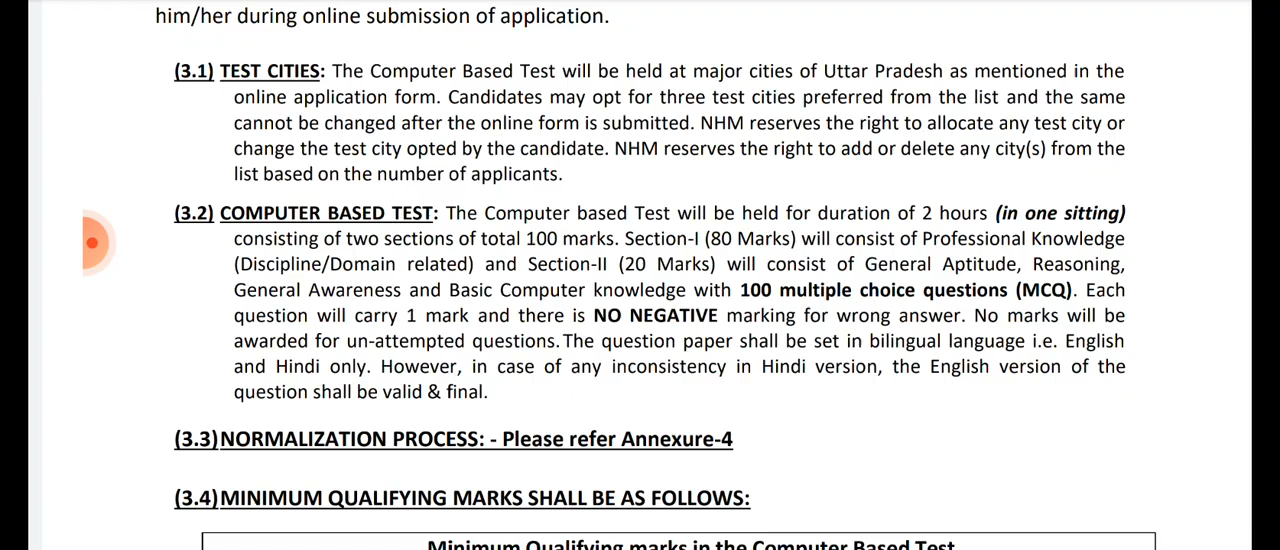 him/her during online submission of application.
(3.1) TEST CITIES: The Computer Based Test will be held at major cities of Uttar Pradesh as mentioned in the
online application form. Candidates may opt for three test cities preferred from the list and the same
cannot be changed after the online form is submitted. NHM reserves the right to allocate any test city or
change the test city opted by the candidate. NHM reserves the right to add or delete any city(s) from the
list based on the number of applicants.
(3.2) COMPUTER BASED TEST: The Computer based Test will be held for duration of 2 hours (in one sitting)
consisting of two sections of total 100 marks. Section-I (80 Marks) will consist of Professional Knowledge
(Discipline/Domain related) and Section-II (20 Marks) will consist of General Aptitude, Reasoning,
General Awareness and Basic Computer knowledge with 100 multiple choice questions (MCQ). Each
question will carry 1 mark and there is NO NEGATIVE marking for wrong answer. No marks will be
awarded for un-attempted questions. The question paper shall be set in bilingual language i.e. English
and Hindi only. However, in case of any inconsistency in Hindi version, the English version of the
question shall be valid & final.
(3.3) NORMALIZATION PROCESS: - Please refer Annexure-4
(3.4) MINIMUM QUALIFYING MARKS SHALL BE AS FOLLOWS:
Minimum Qualifying marks in the Computer Based Test